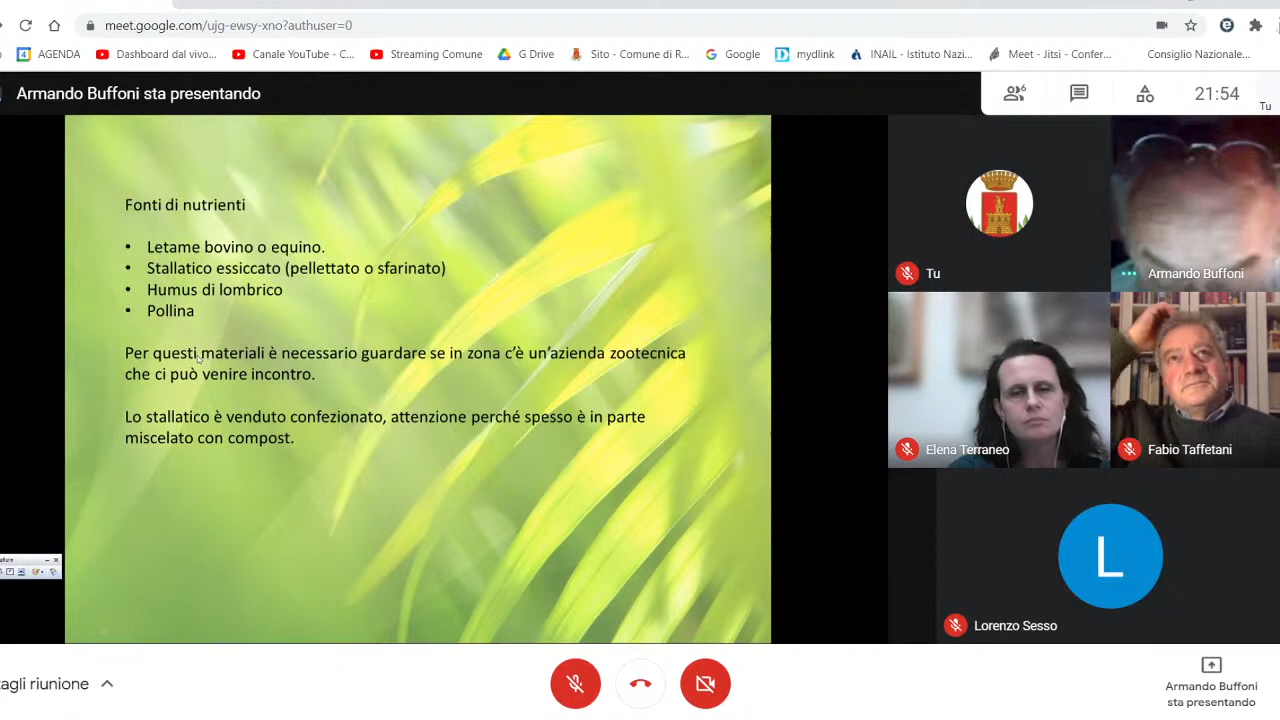 meet.google.com/ujg-ewsy-xno?authuser=0
4 AGENDA Dashboard dal vivo... Canale YouTube - C... Streaming Comune G Drive Sito - Comune di R... Google mydlink INAIL - Istituto Nazi... Meet - Jitsi - Confer... Consiglio Nazionale...
Armando Buffoni sta presentando
6
21:54
Tu
Fonti di nutrienti
• Letame bovino o equino.
• Stallatico essiccato (pellettato o sfarinato)
• Humus di lombrico
• Pollina
Per questi materiali è necessario guardare se in zona c'è un'azienda zootecnica
che ci può venire incontro.
Lo stallatico è venduto confezionato, attenzione perché spesso è in parte
miscelato con compost.
Tu
Armando Buffoni
Elena Terraneo
Fabio Taffetani
L
Lorenzo Sesso
tagli riunione
Armando Buffoni
sta presentando